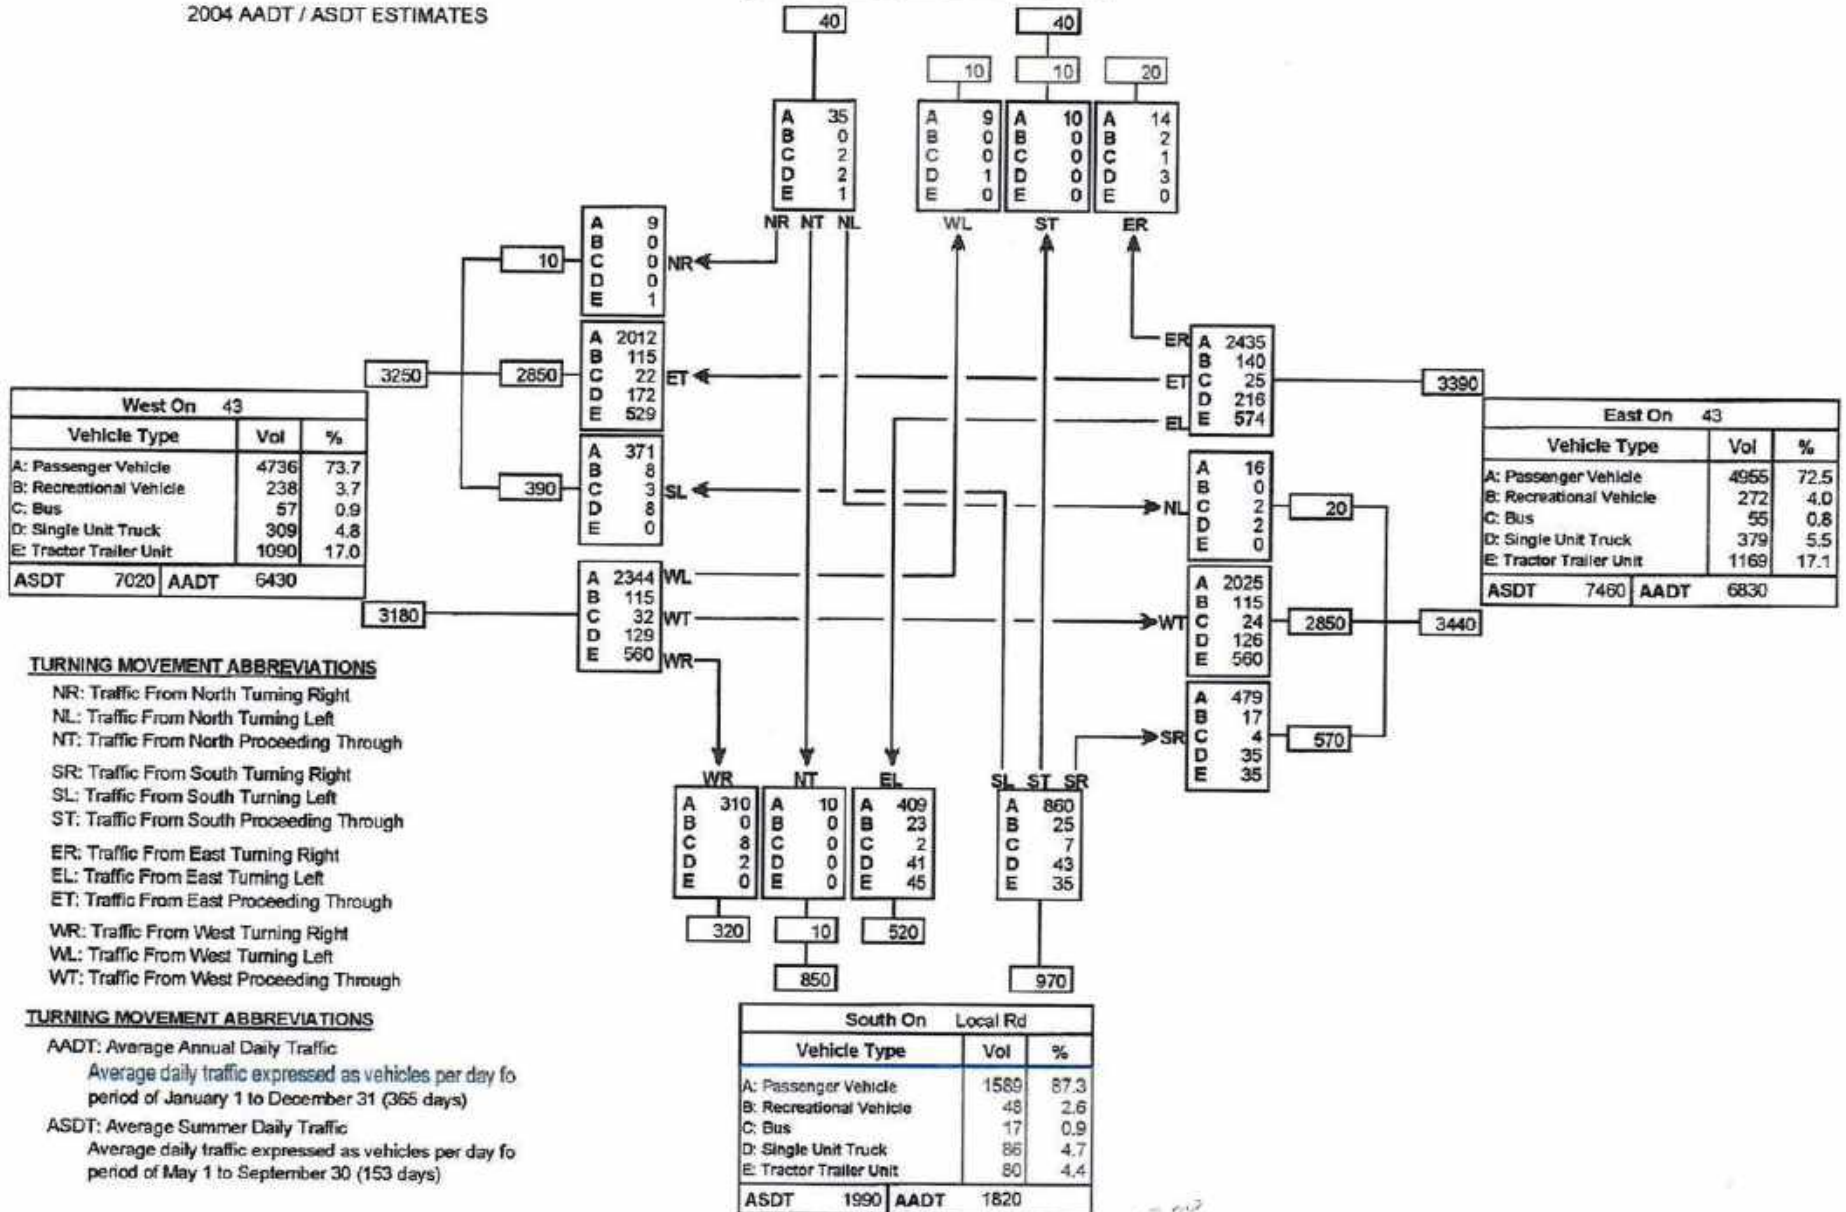 2004 AADT / ASDT ESTIMATES
40
40
10 10 20
A 35
B 0
C 2
D 2
E 1
A 9
B 0
C 0
D 1
E 0
A 10
B 0
C 0
D 0
E 0
A 14
B 2
C 1
D 3
E 0
NR NT NL
WL ST ER
10
A 9
B 0
C 0
D 0
E 1
NR
3250
2850
A 2012
B 115
C 22
D 172
E 529
ET
390
A 371
B 8
C 3
D 8
E 0
SL
3180
A 2344
B 115
C 32
D 129
E 560
WL
WT
WR
ER
ET
EL
A 2435
B 140
C 25
D 216
E 574
3390
NL
A 16
B 0
C 2
D 2
E 0
20
WT
A 2025
B 115
C 24
D 126
E 560
2850
3440
SR
A 479
B 17
C 4
D 35
E 35
570
West On 43
Vehicle Type Vol %
A: Passenger Vehicle 4736 73.7
B: Recreational Vehicle 238 3.7
C: Bus 57 0.9
D: Single Unit Truck 309 4.8
E: Tractor Trailer Unit 1090 17.0
ASDT 7020 AADT 6430
East On 43
Vehicle Type Vol %
A: Passenger Vehicle 4955 72.5
B: Recreational Vehicle 272 4.0
C: Bus 55 0.8
D: Single Unit Truck 379 5.5
E: Tractor Trailer Unit 1169 17.1
ASDT 7460 AADT 6830
TURNING MOVEMENT ABBREVIATIONS
NR: Traffic From North Turning Right
NL: Traffic From North Turning Left
NT: Traffic From North Proceeding Through
SR: Traffic From South Turning Right
SL: Traffic From South Turning Left
ST: Traffic From South Proceeding Through
ER: Traffic From East Turning Right
EL: Traffic From East Turning Left
ET: Traffic From East Proceeding Through
WR: Traffic From West Turning Right
WL: Traffic From West Turning Left
WT: Traffic From West Proceeding Through
TURNING MOVEMENT ABBREVIATIONS
AADT: Average Annual Daily Traffic
Average daily traffic expressed as vehicles per day fo
period of January 1 to December 31 (365 days)
ASDT: Average Summer Daily Traffic
Average daily traffic expressed as vehicles per day fo
period of May 1 to September 30 (153 days)
WR NT EL
SL ST SR
A 310
B 0
C 8
D 2
E 0
A 10
B 0
C 0
D 0
E 0
A 409
B 23
C 2
D 41
E 45
A 860
B 25
C 7
D 43
E 35
320 10 520
850
970
South On Local Rd
Vehicle Type Vol %
A: Passenger Vehicle 1589 87.3
B: Recreational Vehicle 48 2.6
C: Bus 17 0.9
D: Single Unit Truck 86 4.7
E: Tractor Trailer Unit 80 4.4
ASDT 1990 AADT 1820